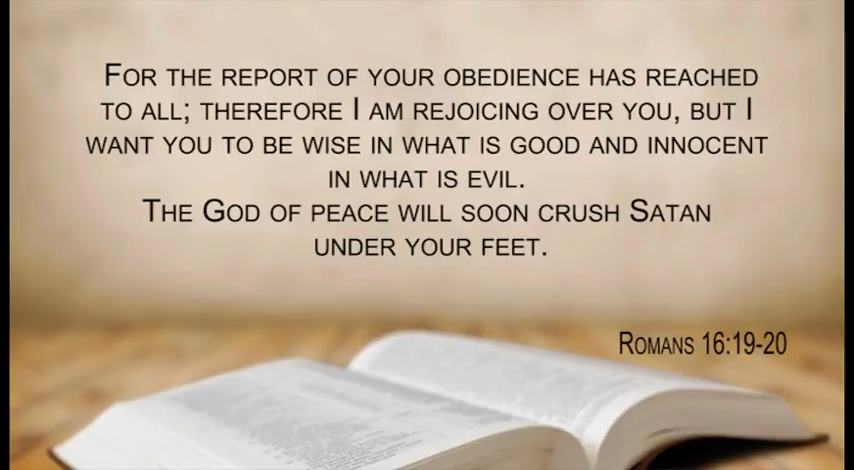 For the report of your obedience has reached
to all; therefore I am rejoicing over you, but I
want you to be wise in what is good and innocent
in what is evil.
The God of peace will soon crush Satan
under your feet.
Romans 16:19-20